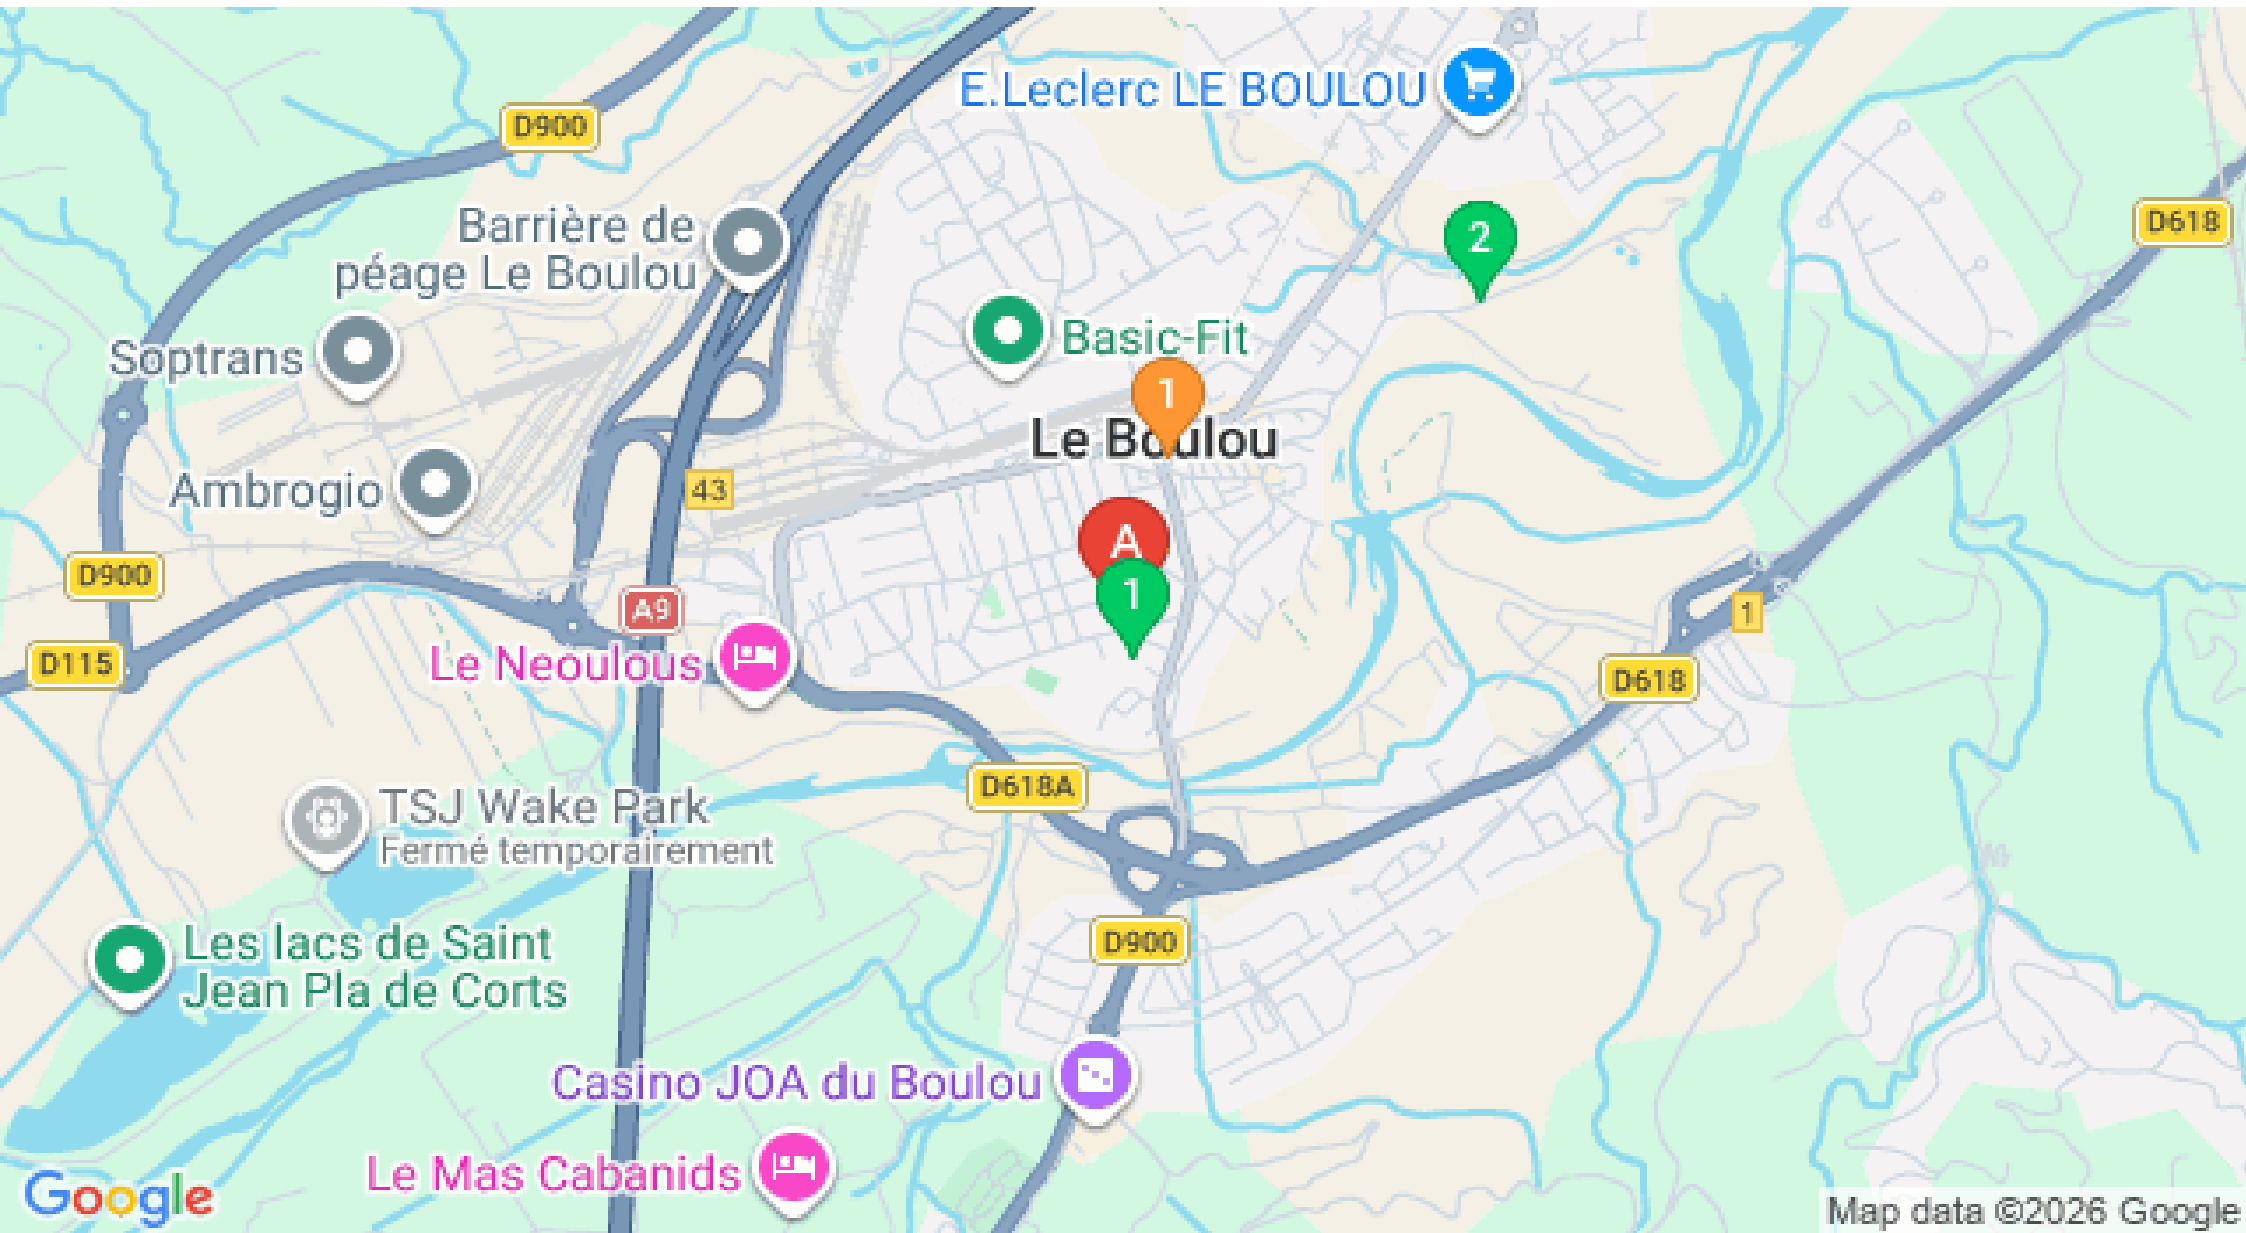 E.Leclerc LE BOULOU
D900
Barrière de
péage Le Boulou
D618
2
Soptrans
Basic-Fit
1
Le Boulou
Ambrogio
43
A
D900
1
A9
1
D115
Le Neoulous
D618
D618A
TSJ Wake Park
Fermé temporairement
Les lacs de Saint
Jean Pla de Corts
D900
Casino JOA du Boulou
Le Mas Cabanids
Google
Map data ©2026 Google